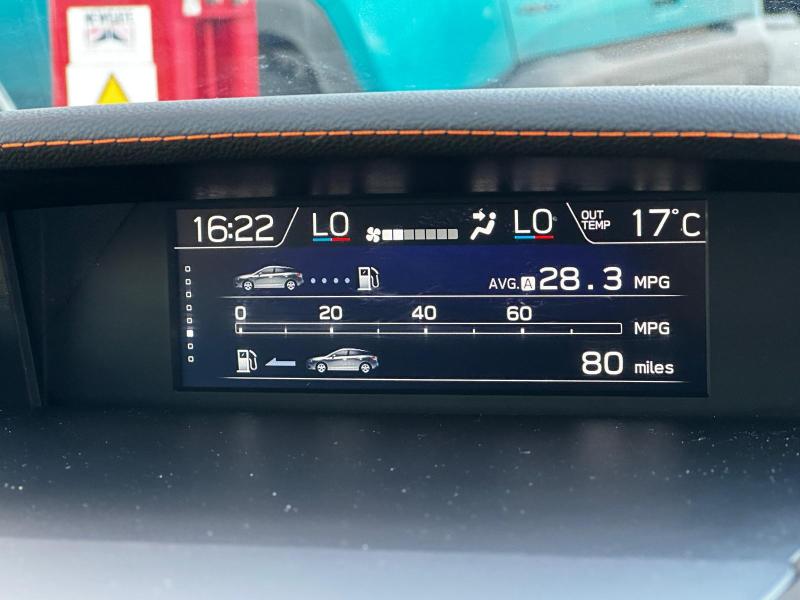 16:22 LO LO OUT TEMP 17°C
AVG. A 28.3 MPG
0 20 40 60
MPG
80 miles